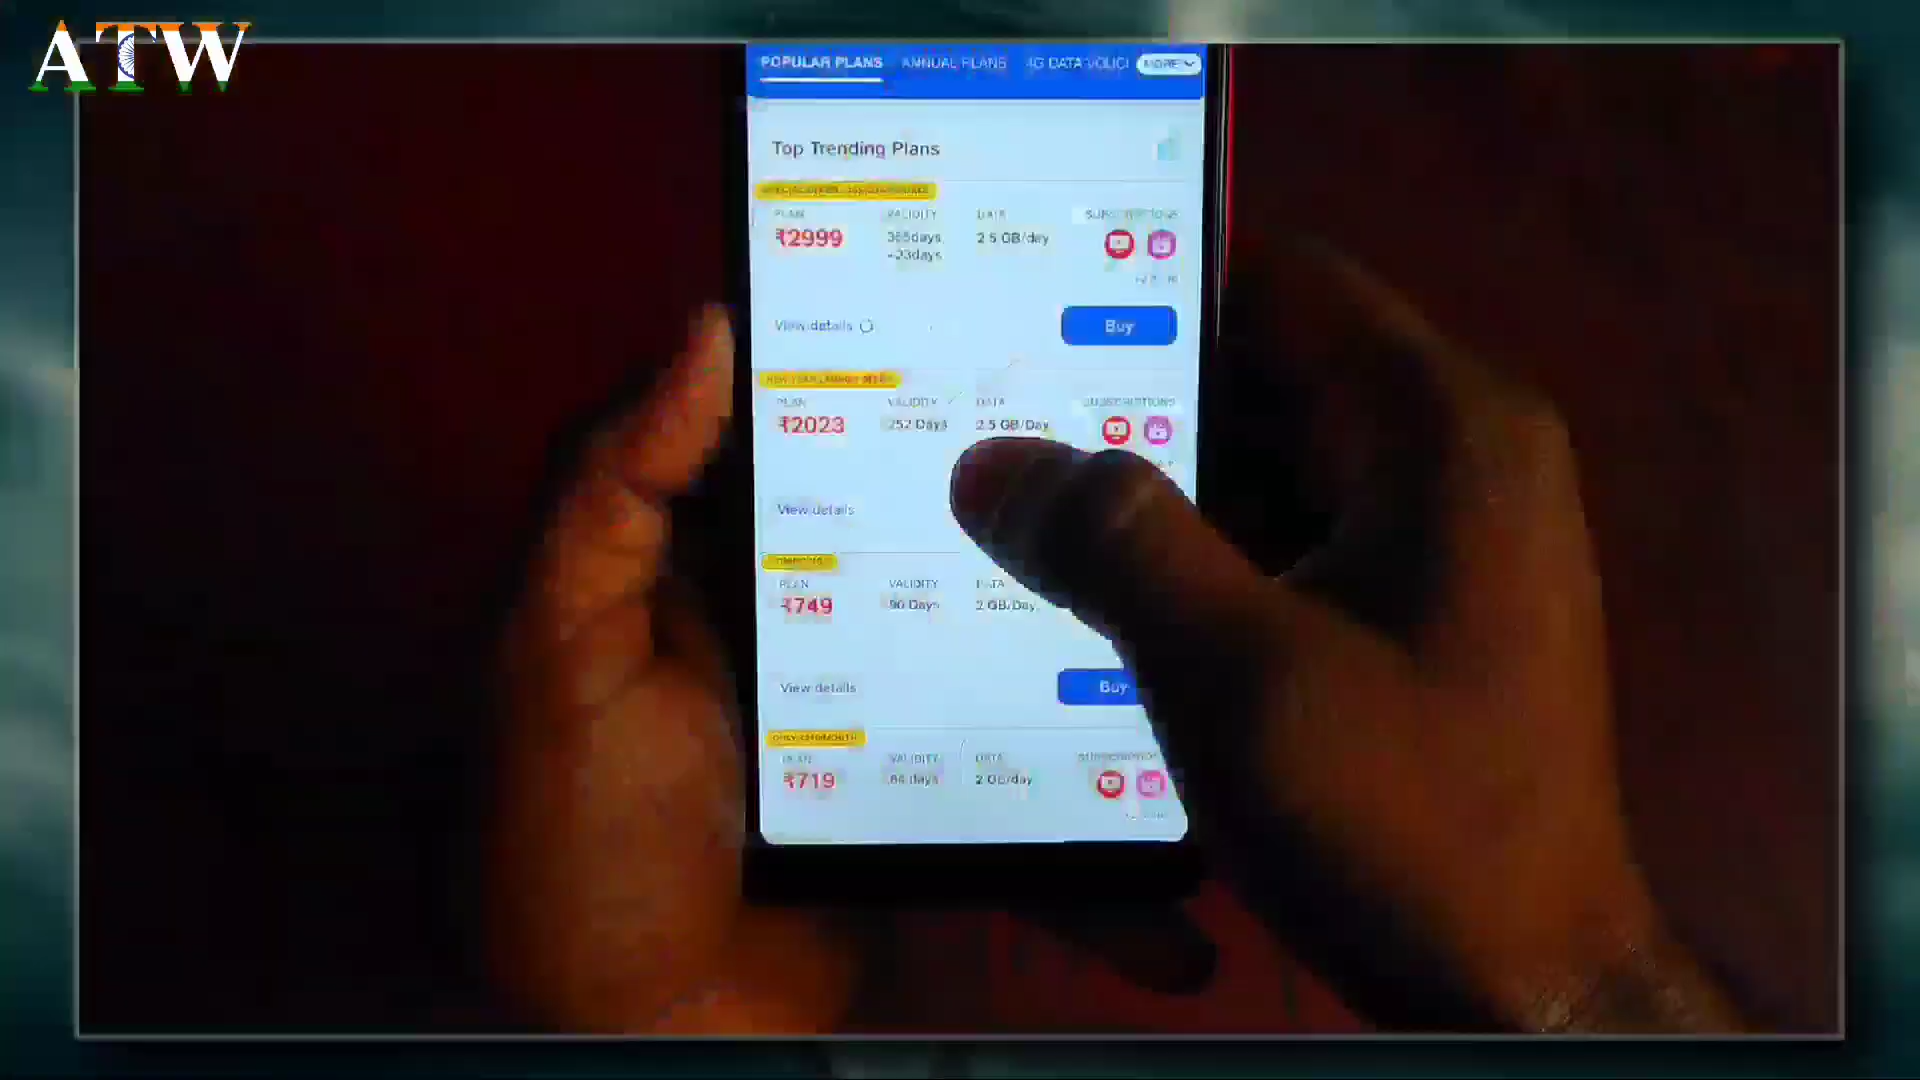 ATW
POPULAR PLANS ANNUAL PLANS 4G DATA MORE
Top Trending Plans
PLAN VALIDITY DATA SUBSCRIPTIONS
₹2999 365days 2.5 GB/day
+23days
View details Buy
PLAN VALIDITY DATA SUBSCRIPTIONS
₹2023 252 Days 2.5 GB/Day
View details
PLAN VALIDITY DATA
₹749 90 Days 2 GB/Day
View details Buy
PLAN VALIDITY DATA
₹719 84 days 2 GB/day